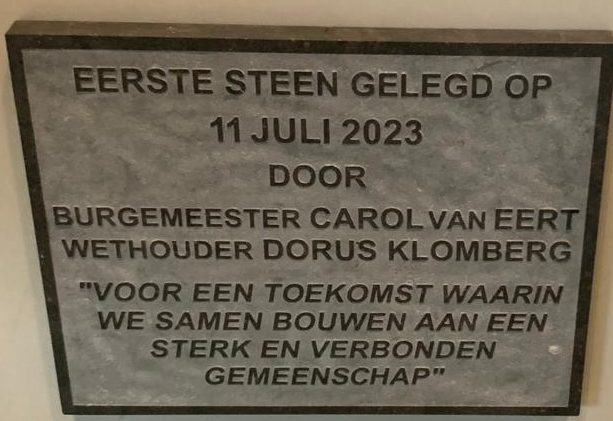 EERSTE STEEN GELEGD OP
11 JULI 2023
DOOR
BURGEMEESTER CAROL VAN EERT
WETHOUDER DORUS KLOMBERG
"VOOR EEN TOEKOMST WAARIN
WE SAMEN BOUWEN AAN EEN
STERK EN VERBONDEN
GEMEENSCHAP"